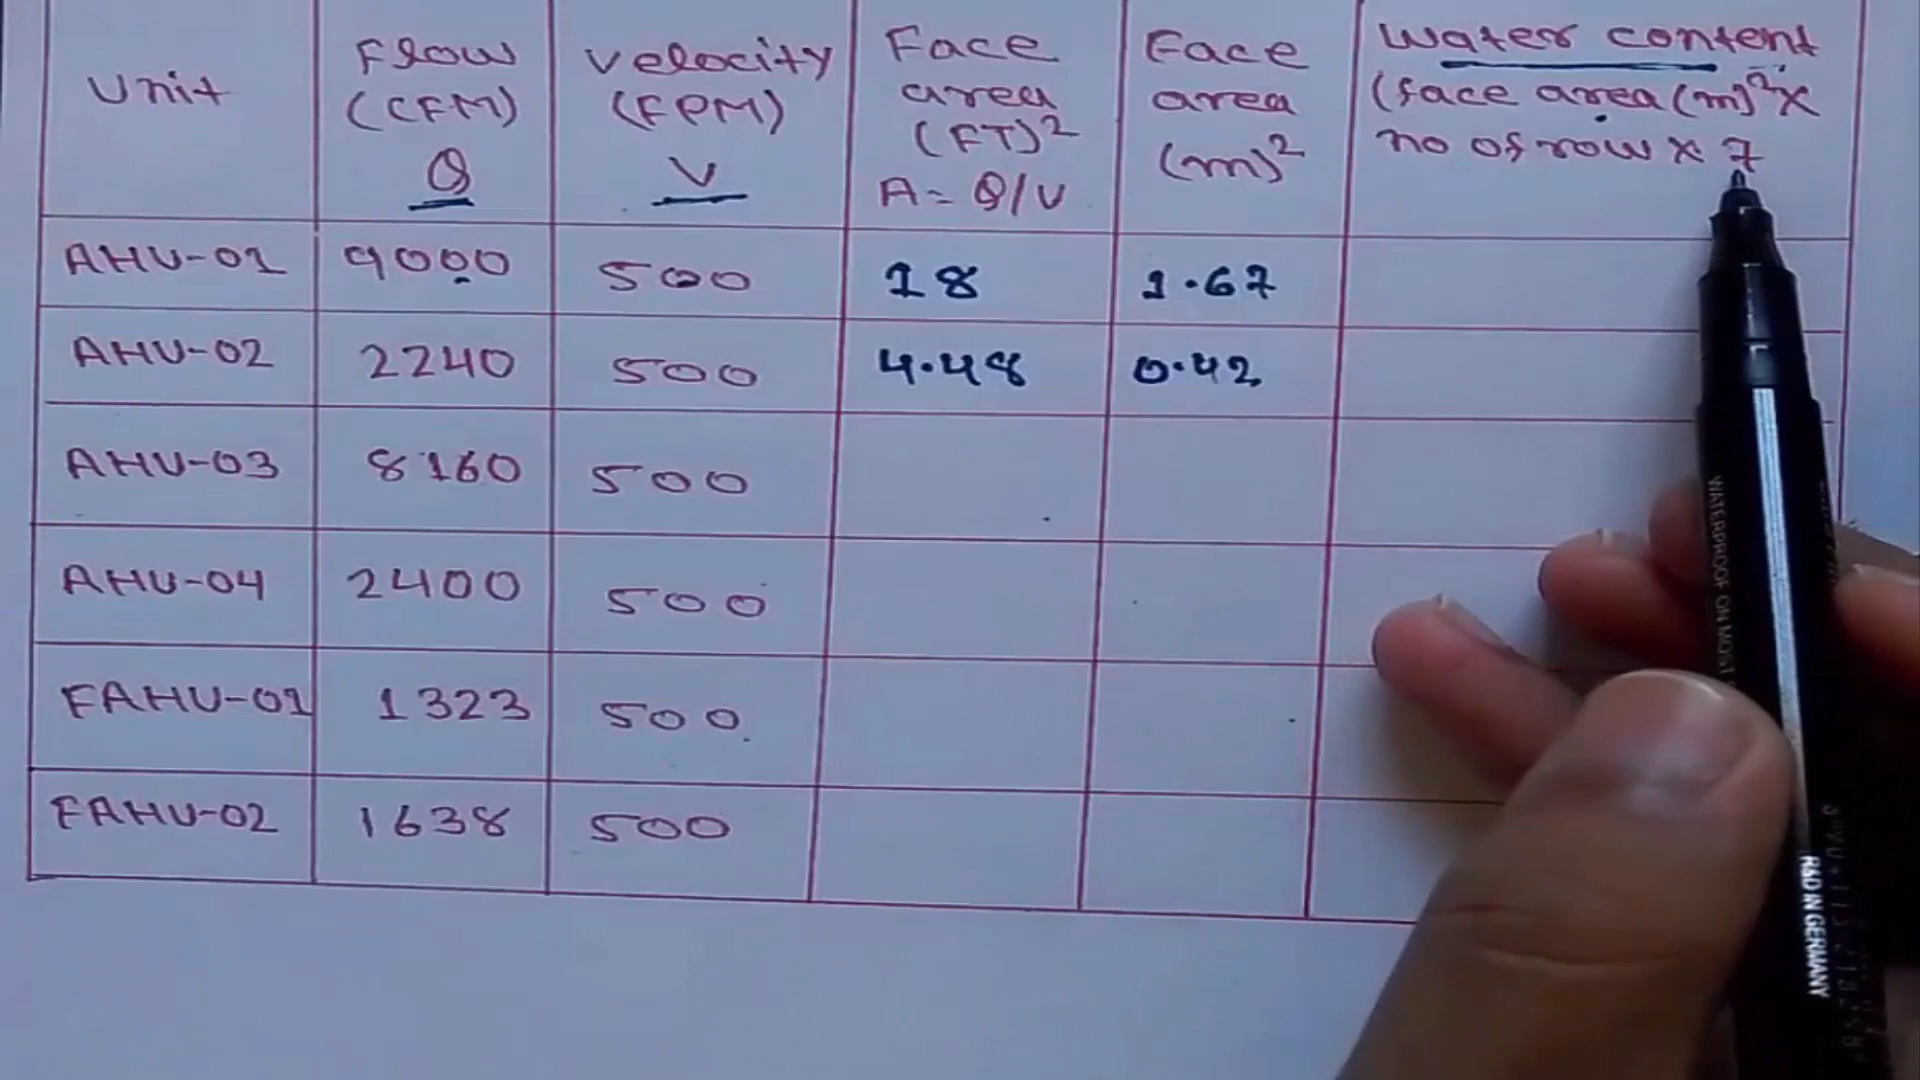 Unit
Flow
(CFM)
Q
Velocity
(FPM)
V
Face
area
(FT)²
A = Q/V
Face
area
(m)²
Water content
(face area (m)² x
no of row x 7
AHU-01 9000 500 18 1.67
AHU-02 2240 500 4.48 0.42
AHU-03 8160 500
AHU-04 2400 500
FAHU-01 1323 500
FAHU-02 1638 500
WATERPROOF ON MOST
R&D IN GERMANY